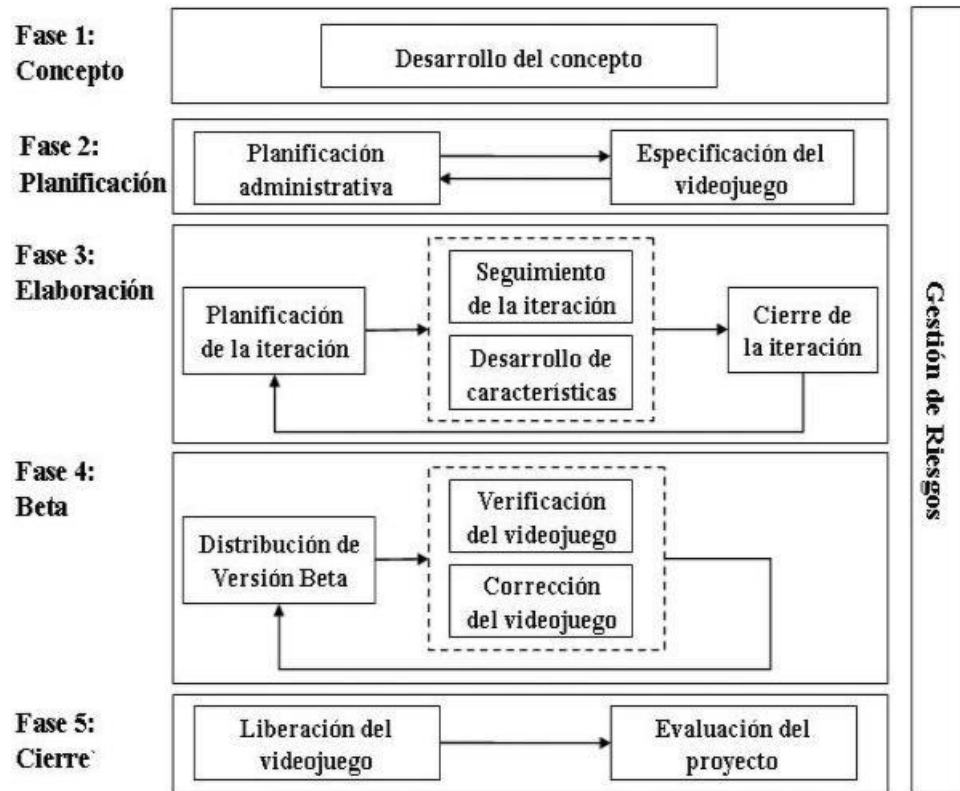 Fase 1:
Concepto
Desarrollo del concepto
Fase 2:
Planificación
Planificación
administrativa
Especificación del
videojuego
Fase 3:
Elaboración
Planificación
de la iteración
Seguimiento
de la iteración
Desarrollo de
características
Cierre de
la iteración
Fase 4:
Beta
Distribución de
Versión Beta
Verificación
del videojuego
Corrección
del videojuego
Fase 5:
Cierre
Liberación del
videojuego
Evaluación del
proyecto
Gestión de Riesgos